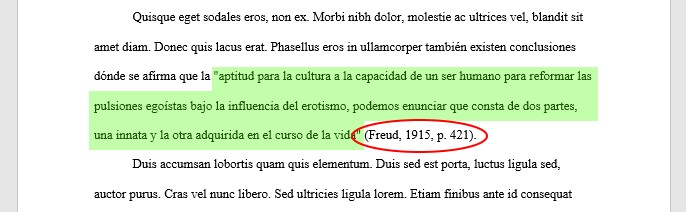 Quisque eget sodales eros, non ex. Morbi nibh dolor, molestie ac ultrices vel, blandit sit
amet diam. Donec quis lacus erat. Phasellus eros in ullamcorper también existen conclusiones
dónde se afirma que la "aptitud para la cultura a la capacidad de un ser humano para reformar las
pulsiones egoístas bajo la influencia del erotismo, podemos enunciar que consta de dos partes,
una innata y la otra adquirida en el curso de la vida" (Freud, 1915, p. 421).
Duis accumsan lobortis quam quis elementum. Duis sed est porta, luctus ligula sed,
auctor purus. Cras vel nunc libero. Sed ultricies ligula lorem. Etiam finibus ante id consequat